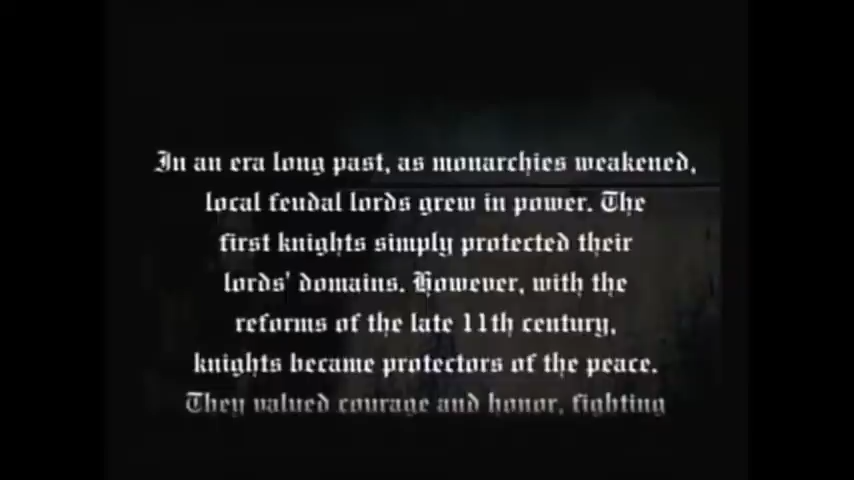 In an era long past, as monarchies weakened,
local feudal lords grew in power. The
first knights simply protected their
lords' domains. However, with the
reforms of the late 11th century,
knights became protectors of the peace.
They valued courage and honor, fighting